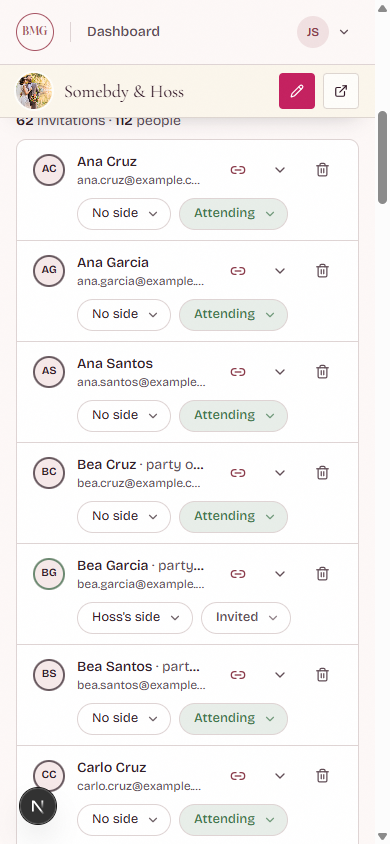 BMG Dashboard JS
Somebdy & Hoss
62 invitations · 112 people
AC Ana Cruz
ana.cruz@example.c...
No side Attending
AG Ana Garcia
ana.garcia@example....
No side Attending
AS Ana Santos
ana.santos@example...
No side Attending
BC Bea Cruz · party o...
bea.cruz@example.c...
No side Attending
BG Bea Garcia · party...
bea.garcia@example....
Hoss's side Invited
BS Bea Santos · part...
bea.santos@example...
No side Attending
CC Carlo Cruz
carlo.cruz@example....
N No side Attending